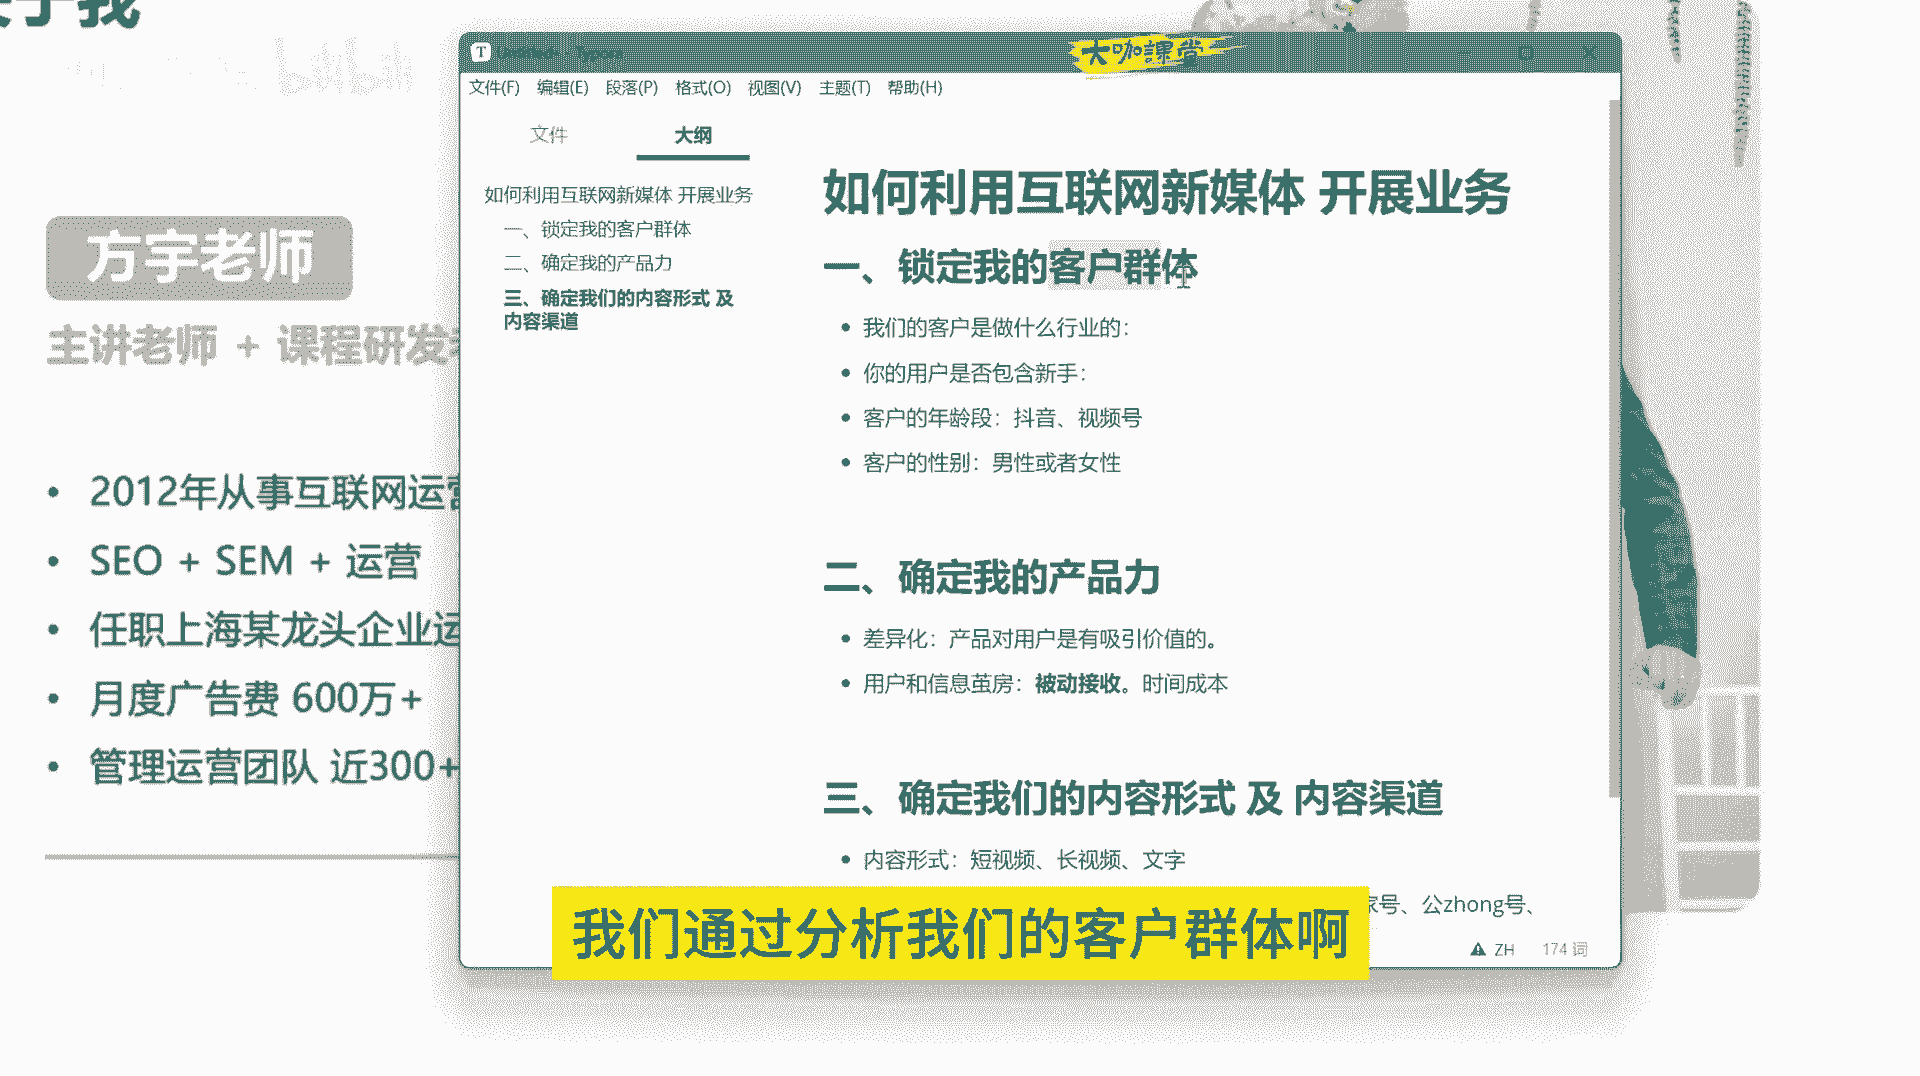 于我
bilibili
方宇老师
主讲老师 + 课程研发
2012年从事互联网运营
SEO + SEM + 运营
任职上海某龙头企业运
月度广告费 600万+
管理运营团队 近300+
Untitled - Typora
大咖課堂
文件(F) 编辑(E) 段落(P) 格式(O) 视图(V) 主题(T) 帮助(H)
文件 大纲
如何利用互联网新媒体 开展业务
一、锁定我的客户群体
二、确定我的产品力
三、确定我们的内容形式 及
内容渠道
如何利用互联网新媒体 开展业务
一、锁定我的客户群体
我们的客户是做什么行业的：
你的用户是否包含新手：
客户的年龄段：抖音、视频号
客户的性别：男性或者女性
二、确定我的产品力
差异化：产品对用户是有吸引价值的。
用户和信息茧房：被动接收。时间成本
三、确定我们的内容形式 及 内容渠道
内容形式：短视频、长视频、文字
家号、公zhong号、
我们通过分析我们的客户群体啊
ZH 174 词